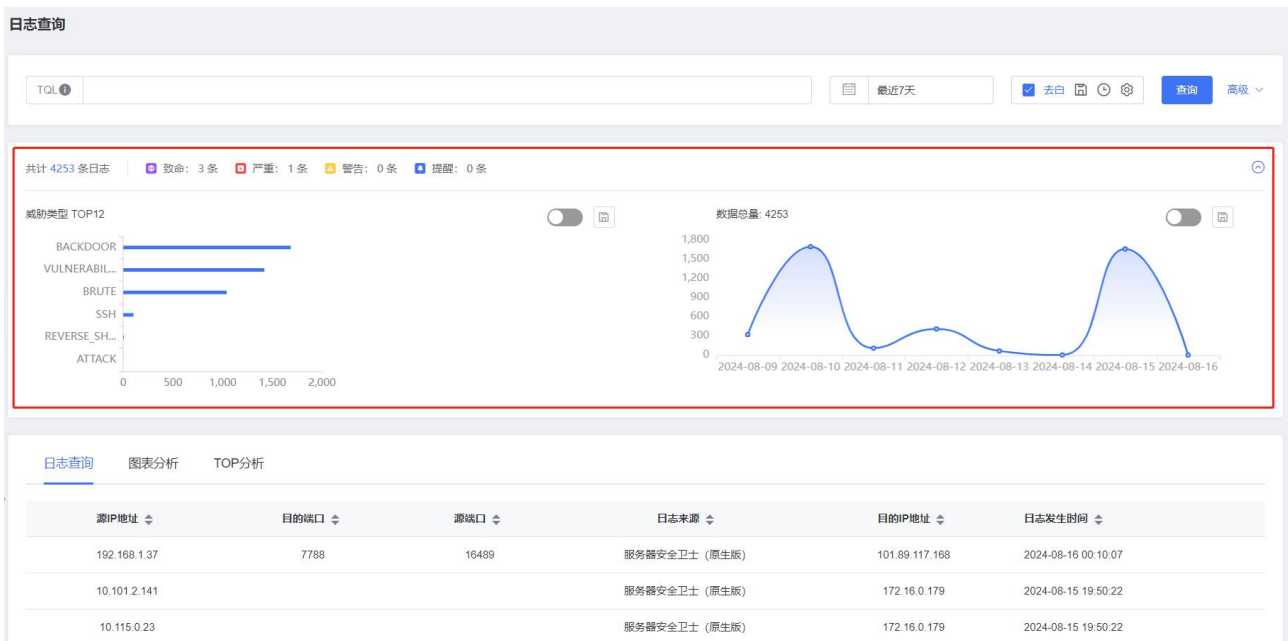 日志查询
TQL 最近7天 去白 查询 高级
共计 4253 条日志 致命: 3 条 严重: 1 条 警告: 0 条 提醒: 0 条
威胁类型 TOP12
BACKDOOR
VULNERABIL...
BRUTE
SSH
REVERSE_SH...
ATTACK
0 500 1,000 1,500 2,000
数据总量: 4253
1,800
1,500
1,200
900
600
300
0
2024-08-09 2024-08-10 2024-08-11 2024-08-12 2024-08-13 2024-08-14 2024-08-15 2024-08-16
日志查询 图表分析 TOP分析
源IP地址 目的端口 源端口 日志来源 目的IP地址 日志发生时间
192.168.1.37 7788 16489 服务器安全卫士 (原生版) 101.89.117.168 2024-08-16 00:10:07
10.101.2.141 服务器安全卫士 (原生版) 172.16.0.179 2024-08-15 19:50:22
10.115.0.23 服务器安全卫士 (原生版) 172.16.0.179 2024-08-15 19:50:22